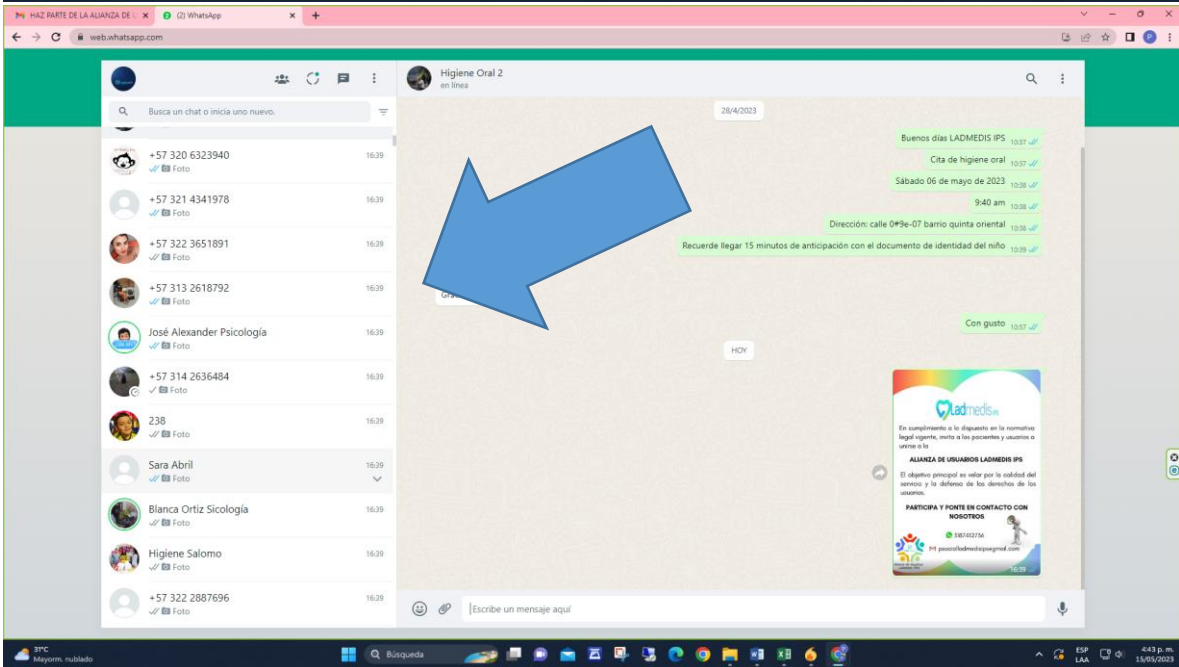 HAZ PARTE DE LA ALIANZA DE U
(2) WhatsApp
web.whatsapp.com
Busca un chat o inicia uno nuevo.
+57 320 6323940 16:39
Foto
+57 321 4341978 16:39
Foto
+57 322 3651891 16:39
Foto
+57 313 2618792 16:39
Foto
José Alexander Psicología 16:39
Foto
+57 314 2636484 16:39
Foto
238 16:39
Foto
Sara Abril 16:39
Foto
Blanca Ortiz Sicología 16:39
Foto
Higiene Salomo 16:39
Foto
+57 322 2887696 16:39
Foto
Higiene Oral 2
en línea
28/4/2023
Buenos días LADMEDIS IPS 10:37
Cita de higiene oral 10:37
Sábado 06 de mayo de 2023 10:38
9:40 am 10:38
Dirección: calle 0#9e-07 barrio quinta oriental 10:38
Recuerde llegar 15 minutos de anticipación con el documento de identidad del niño 10:39
Con gusto 10:57
HOY
Ladmedis IPS
En cumplimiento a lo dispuesto en la normativa
legal vigente, invita a los pacientes y usuarios a
unirse a la
ALIANZA DE USUARIOS LADMEDIS IPS
El objetivo principal es velar por la calidad del
servicio y la defensa de los derechos de los
usuarios.
PARTICIPA Y PONTE EN CONTACTO CON
NOSOTROS
16:39
Escribe un mensaje aquí
31°C
Mayorm. nublado
Búsqueda
ESP
LAA
4:43 p. m.
15/05/2023